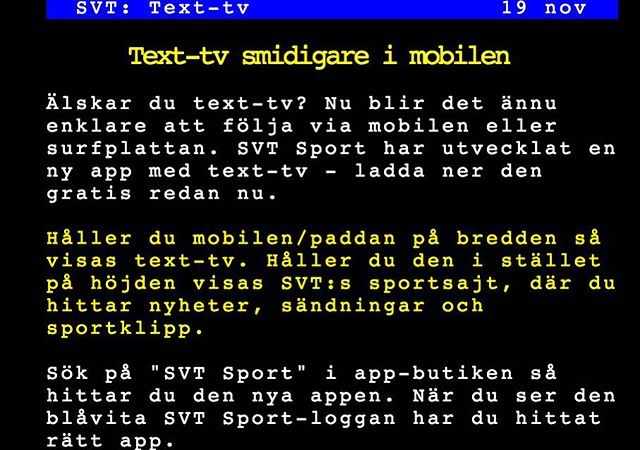 SVT: Text-tv 19 nov
Text-tv smidigare i mobilen
Älskar du text-tv? Nu blir det ännu
enklare att följa via mobilen eller
surfplattan. SVT Sport har utvecklat en
ny app med text-tv - ladda ner den
gratis redan nu.
Håller du mobilen/paddan på bredden så
visas text-tv. Håller du den i stället
på höjden visas SVT:s sportsajt, där du
hittar nyheter, sändningar och
sportklipp.
Sök på "SVT Sport" i app-butiken så
hittar du den nya appen. När du ser den
blåvita SVT Sport-loggan har du hittat
rätt app.